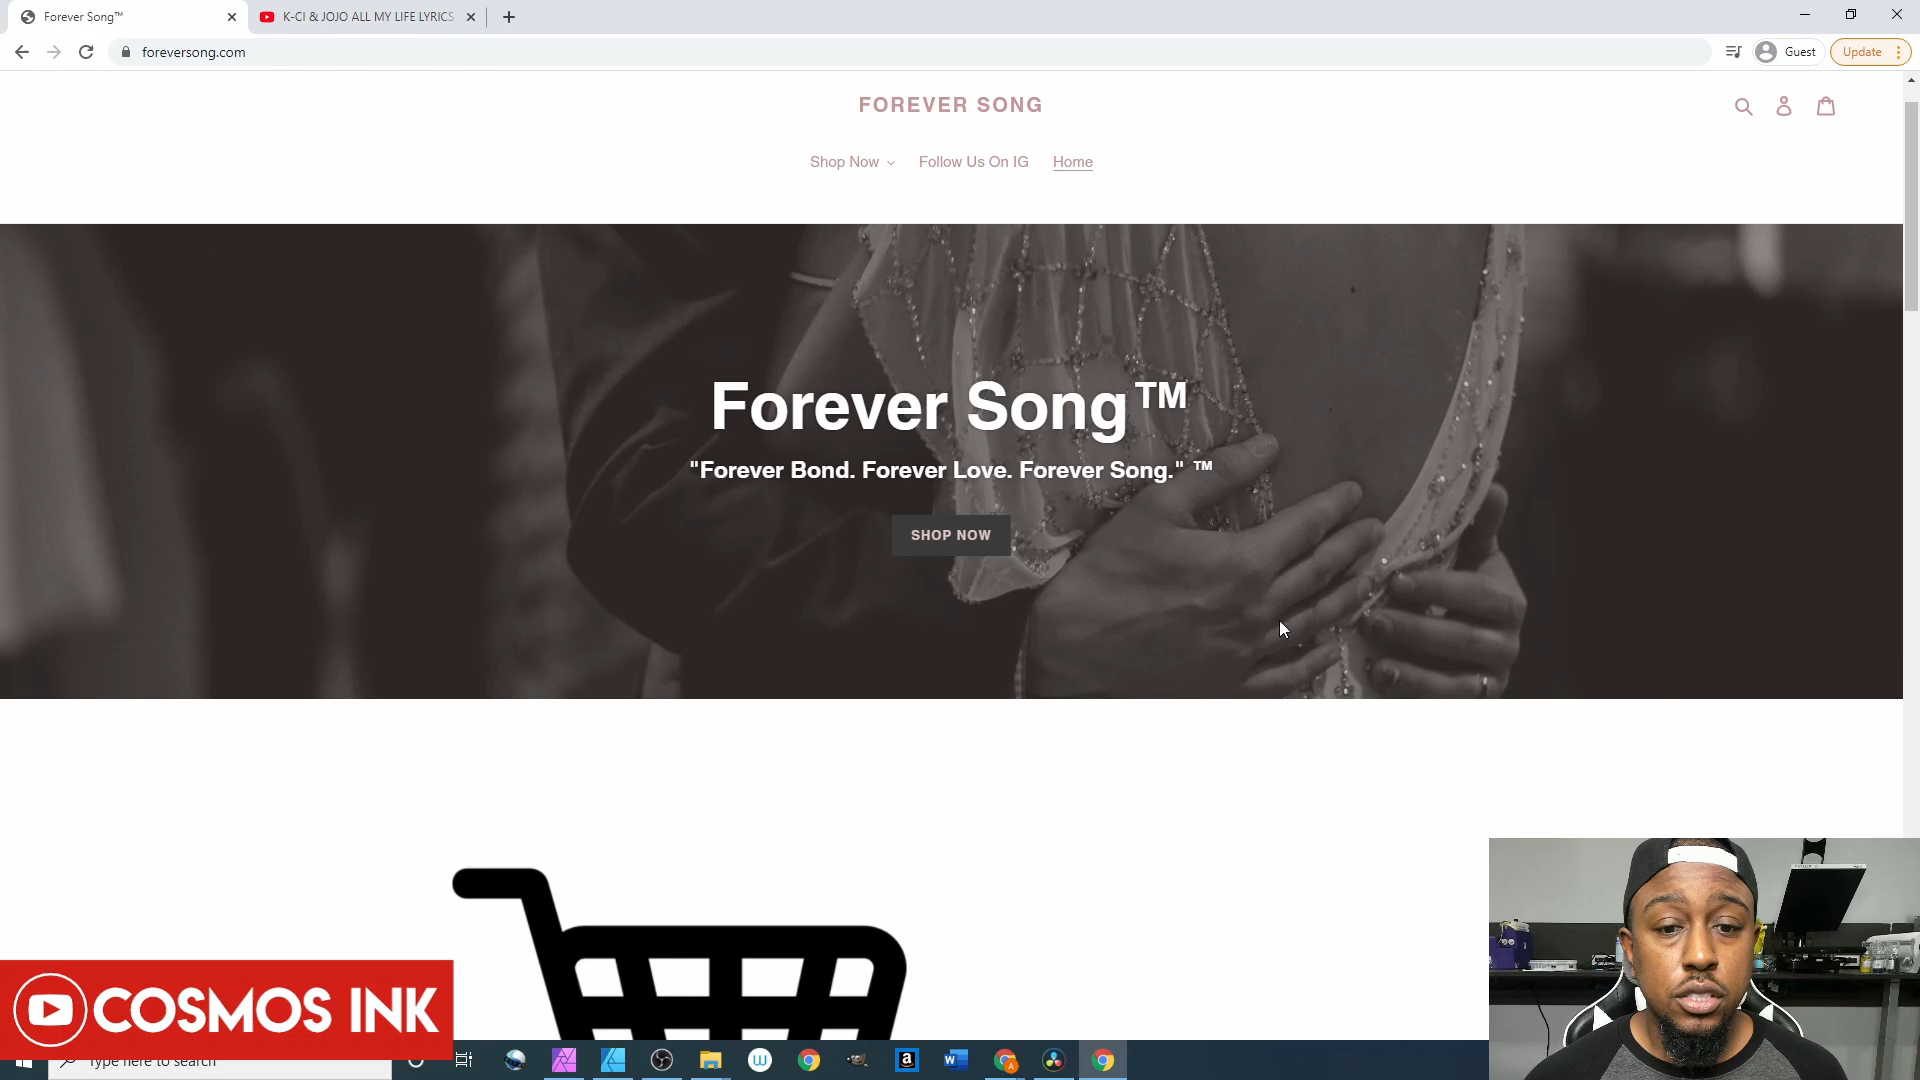 Forever Song™
K-CI & JOJO ALL MY LIFE LYRICS
foreversong.com
Guest
Update
FOREVER SONG
Shop Now
Follow Us On IG
Home
Forever Song™
"Forever Bond. Forever Love. Forever Song." ™
SHOP NOW
COSMOS INK
Type here to search